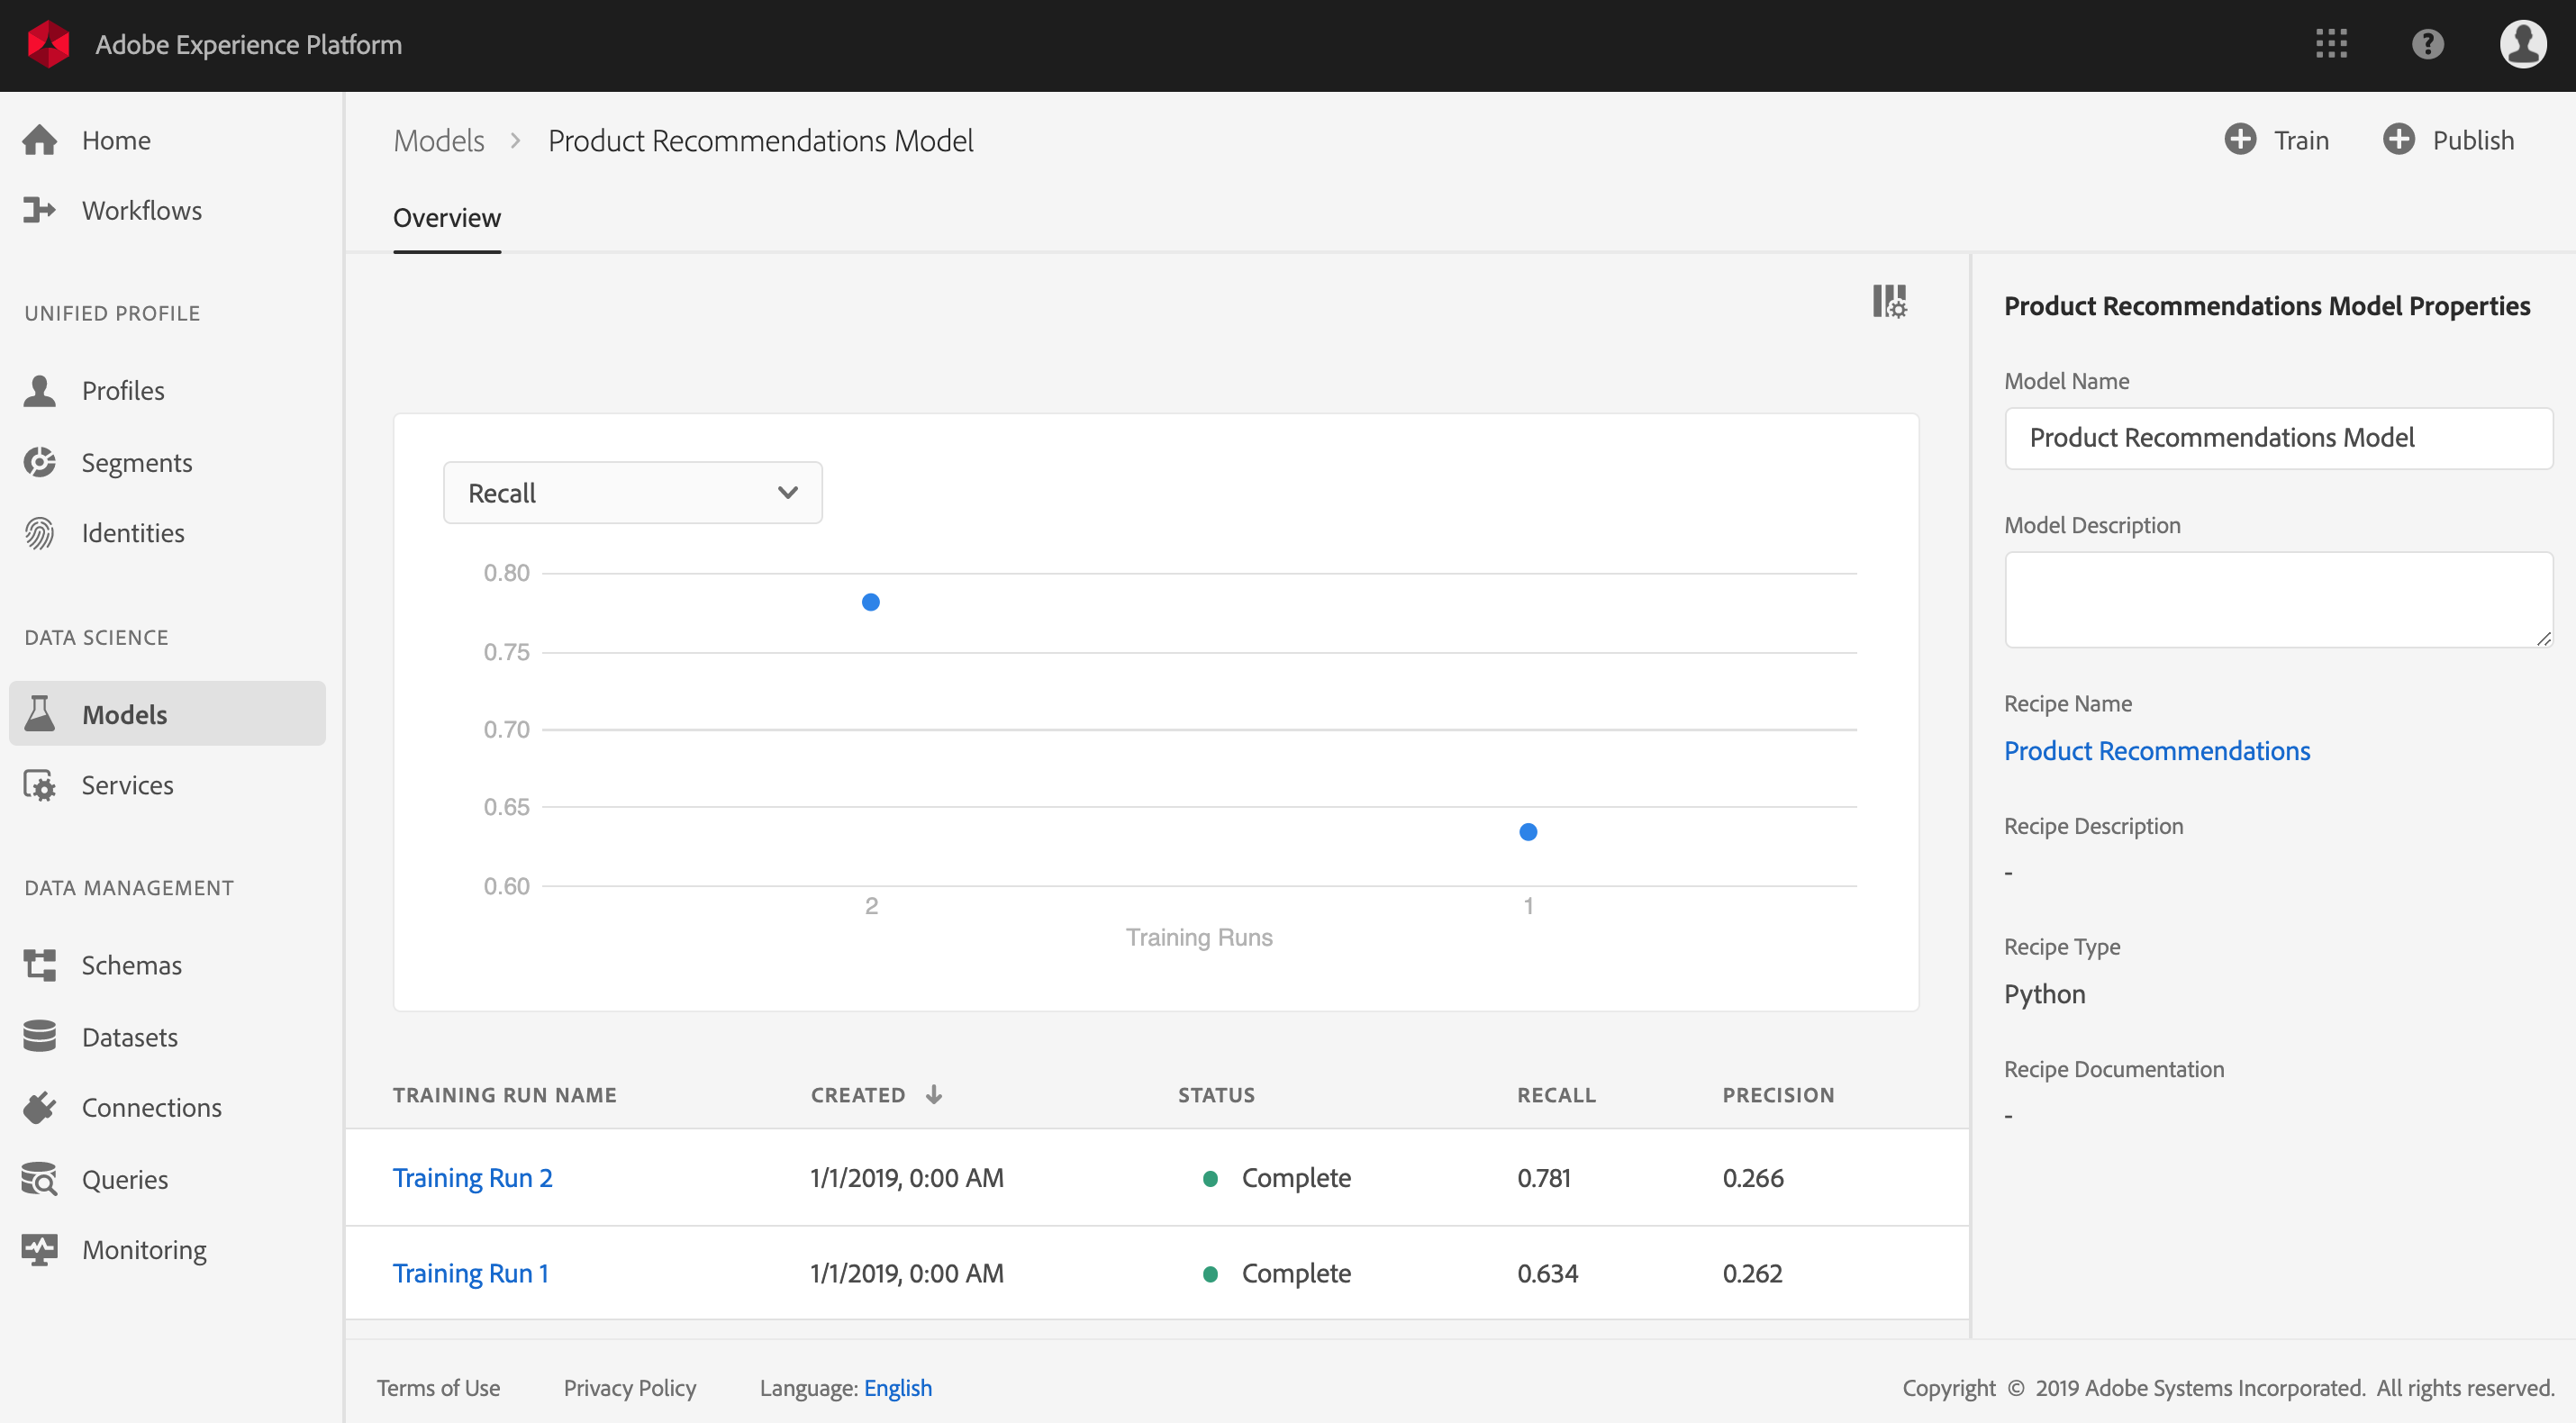 Adobe Experience Platform
?
Home
Workflows
UNIFIED PROFILE
Profiles
Segments
Identities
DATA SCIENCE
Models
Services
DATA MANAGEMENT
Schemas
Datasets
Connections
Queries
Monitoring
Models > Product Recommendations Model
Train
Publish
Overview
Recall
0.80
0.75
0.70
0.65
0.60
2 1
Training Runs
TRAINING RUN NAME CREATED STATUS RECALL PRECISION
Training Run 2 1/1/2019, 0:00 AM Complete 0.781 0.266
Training Run 1 1/1/2019, 0:00 AM Complete 0.634 0.262
Product Recommendations Model Properties
Model Name
Product Recommendations Model
Model Description
Recipe Name
Product Recommendations
Recipe Description
-
Recipe Type
Python
Recipe Documentation
-
Terms of Use Privacy Policy Language: English
Copyright © 2019 Adobe Systems Incorporated. All rights reserved.